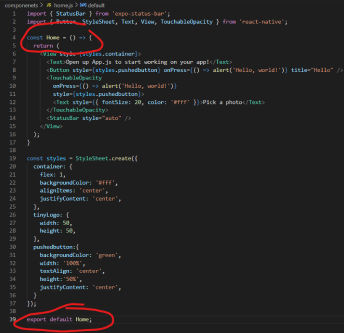 componenets > home.js > default
1 import { StatusBar } from 'expo-status-bar';
2 import { Button, StyleSheet, Text, View, TouchableOpacity } from 'react-native';
3
4 const Home = () => {
5 return (
6 <View style={styles.container}>
7 <Text>Open up App.js to start working on your app!</Text>
8 <Button style={styles.pushedbutton} onPress={() => alert('Hello, world!')} title="Hello" />
9 <TouchableOpacity
10 onPress={() => alert('Hello, world!')}
11 style={styles.pushedbutton}>
12 <Text style={{ fontSize: 20, color: '#fff' }}>Pick a photo</Text>
13 </TouchableOpacity>
14 <StatusBar style="auto" />
15 </View>
16 );
17 }
18
19 const styles = StyleSheet.create({
20 container: {
21 flex: 1,
22 backgroundColor: '#fff',
23 alignItems: 'center',
24 justifyContent: 'center',
25 },
26 tinyLogo: {
27 width: 50,
28 height: 50,
29 },
30 pushedbutton:{
31 backgroundColor: 'green',
32 width: '100%',
33 textAlign: 'center',
34 height:'50%',
35 justifyContent: 'center',
36 }
37 });
38
39 export default Home;